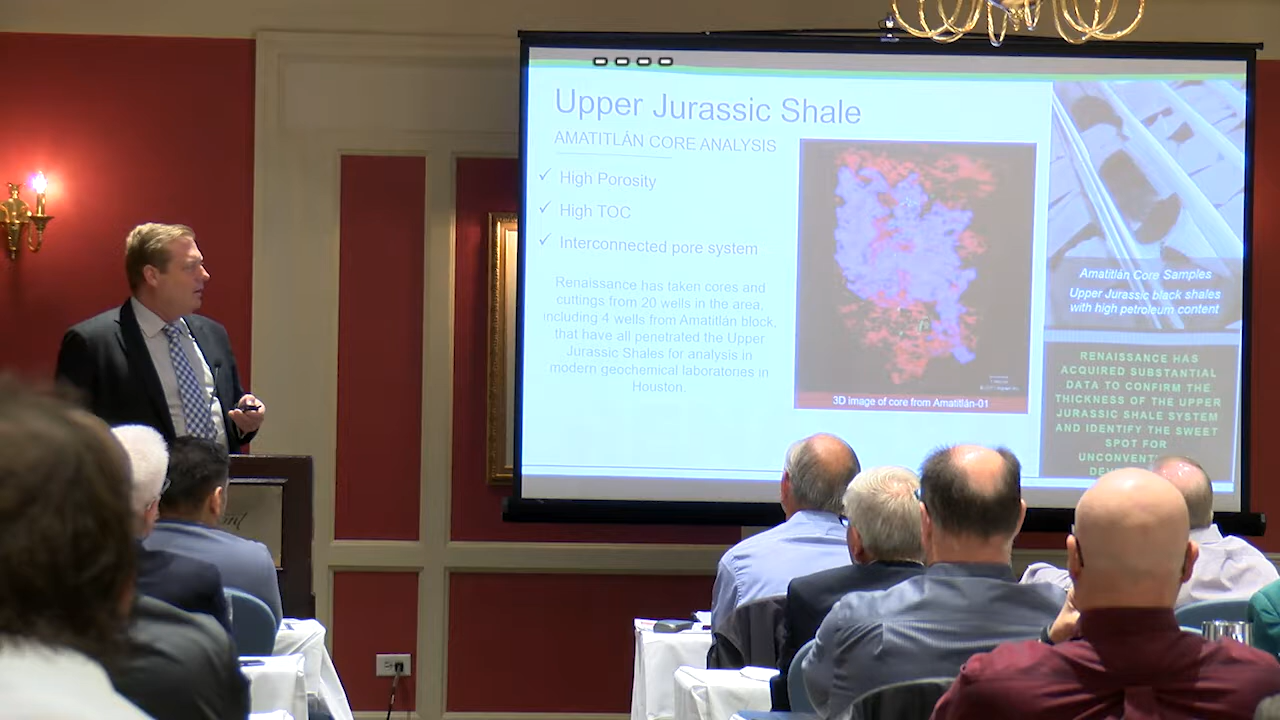 Upper Jurassic Shale
AMATITLÁN CORE ANALYSIS
✓ High Porosity
✓ High TOC
✓ Interconnected pore system
Renaissance has taken cores and
cuttings from 20 wells in the area,
including 4 wells from Amatitlán block,
that have all penetrated the Upper
Jurassic Shales for analysis in
modern geochemical laboratories in
Houston.
3D image of core from Amatitlán-01
Amatitlán Core Samples
Upper Jurassic black shales
with high petroleum content
RENAISSANCE HAS
ACQUIRED SUBSTANTIAL
DATA TO CONFIRM THE
THICKNESS OF THE UPPER
JURASSIC SHALE SYSTEM
AND IDENTIFY THE SWEET
SPOT FOR